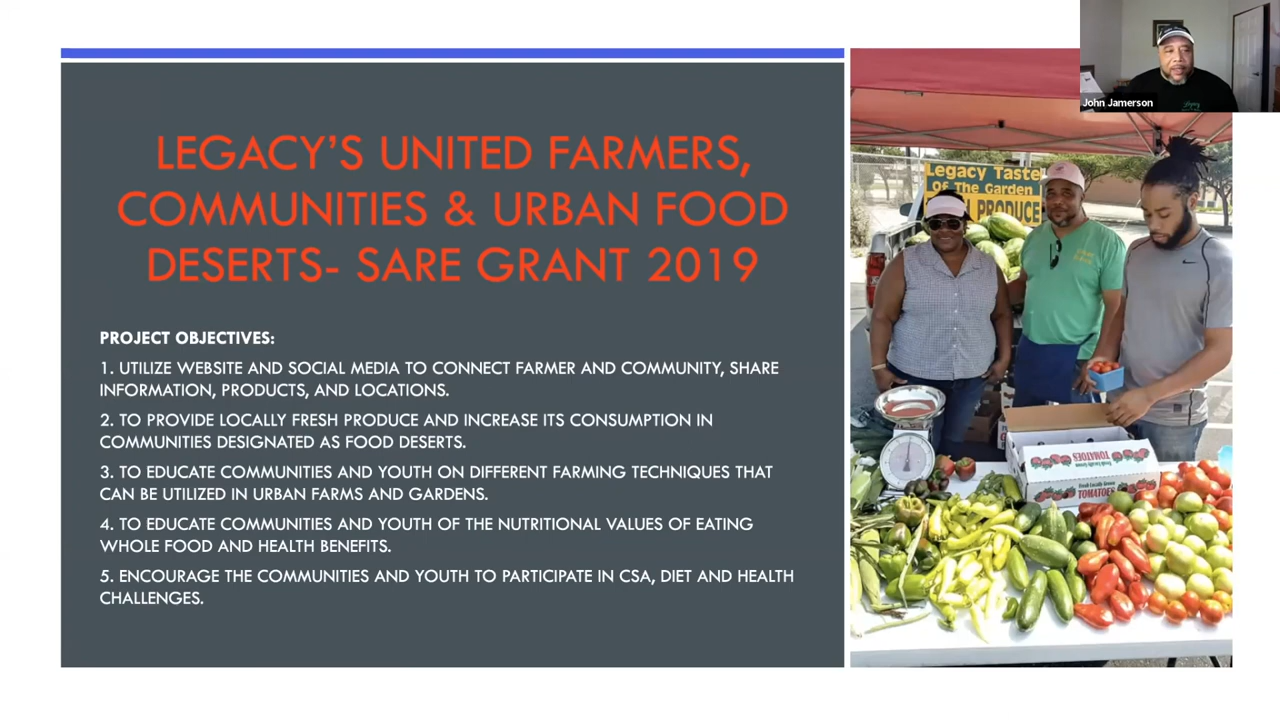 LEGACY'S UNITED FARMERS,
COMMUNITIES & URBAN FOOD
DESERTS- SARE GRANT 2019
PROJECT OBJECTIVES:
1. UTILIZE WEBSITE AND SOCIAL MEDIA TO CONNECT FARMER AND COMMUNITY, SHARE
INFORMATION, PRODUCTS, AND LOCATIONS.
2. TO PROVIDE LOCALLY FRESH PRODUCE AND INCREASE ITS CONSUMPTION IN
COMMUNITIES DESIGNATED AS FOOD DESERTS.
3. TO EDUCATE COMMUNITIES AND YOUTH ON DIFFERENT FARMING TECHNIQUES THAT
CAN BE UTILIZED IN URBAN FARMS AND GARDENS.
4. TO EDUCATE COMMUNITIES AND YOUTH OF THE NUTRITIONAL VALUES OF EATING
WHOLE FOOD AND HEALTH BENEFITS.
5. ENCOURAGE THE COMMUNITIES AND YOUTH TO PARTICIPATE IN CSA, DIET AND HEALTH
CHALLENGES.
John Jamerson
Legacy
Legacy Taste
of The Garden
PRODUCE
TOMATOES
Fresh Locally Grown
TOMATOES